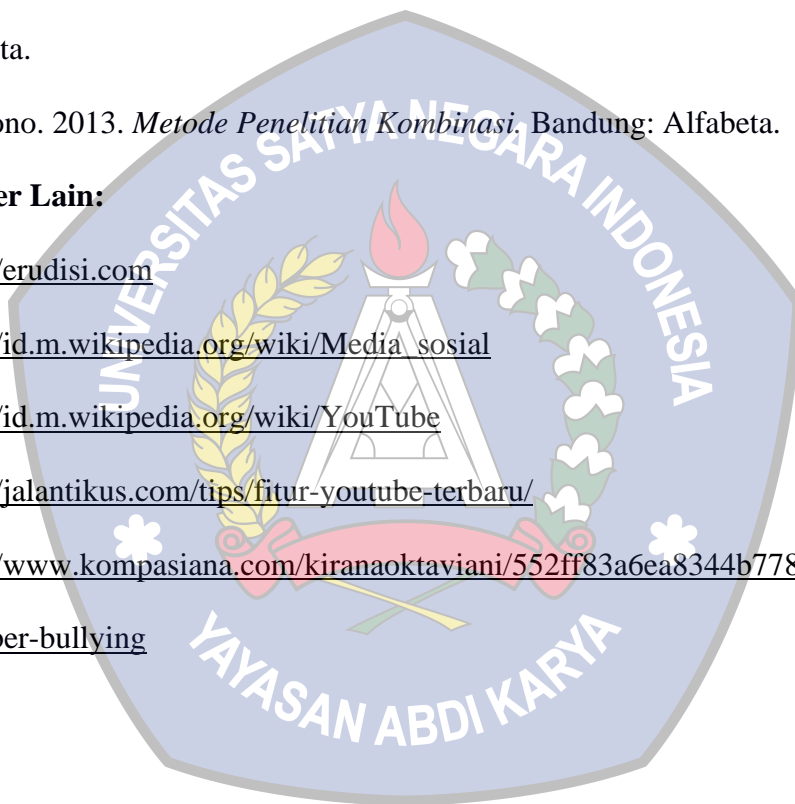 ta.
ono. 2013. Metode Penelitian Kombinasi. Bandung: Alfabeta.
er Lain:
/erudisi.com
/id.m.wikipedia.org/wiki/Media_sosial
/id.m.wikipedia.org/wiki/YouTube
/jalantikus.com/tips/fitur-youtube-terbaru/
/www.kompasiana.com/kiranaoktaviani/552ff83a6ea8344b778
ber-bullying
UNIVERSITAS SATYA NEGARA INDONESIA
YAYASAN ABDI KARYA